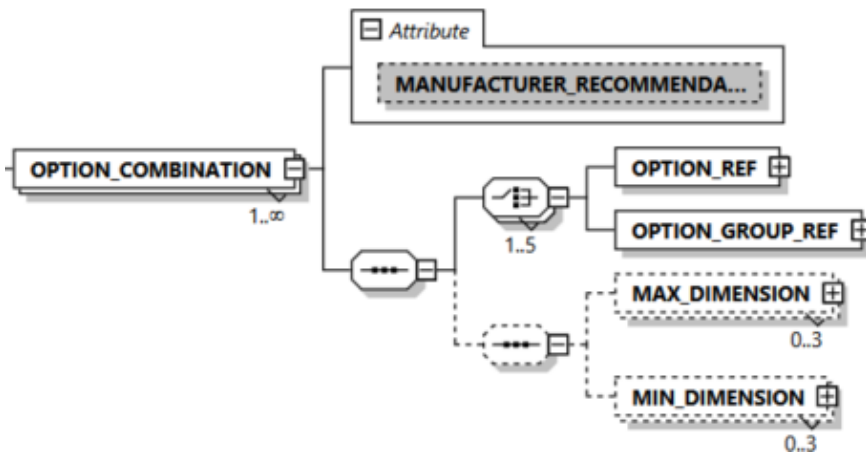 Attribute
MANUFACTURER_RECOMMENDA...
OPTION_COMBINATION
1..∞
OPTION_REF
1..5
OPTION_GROUP_REF
MAX_DIMENSION
0..3
MIN_DIMENSION
0..3